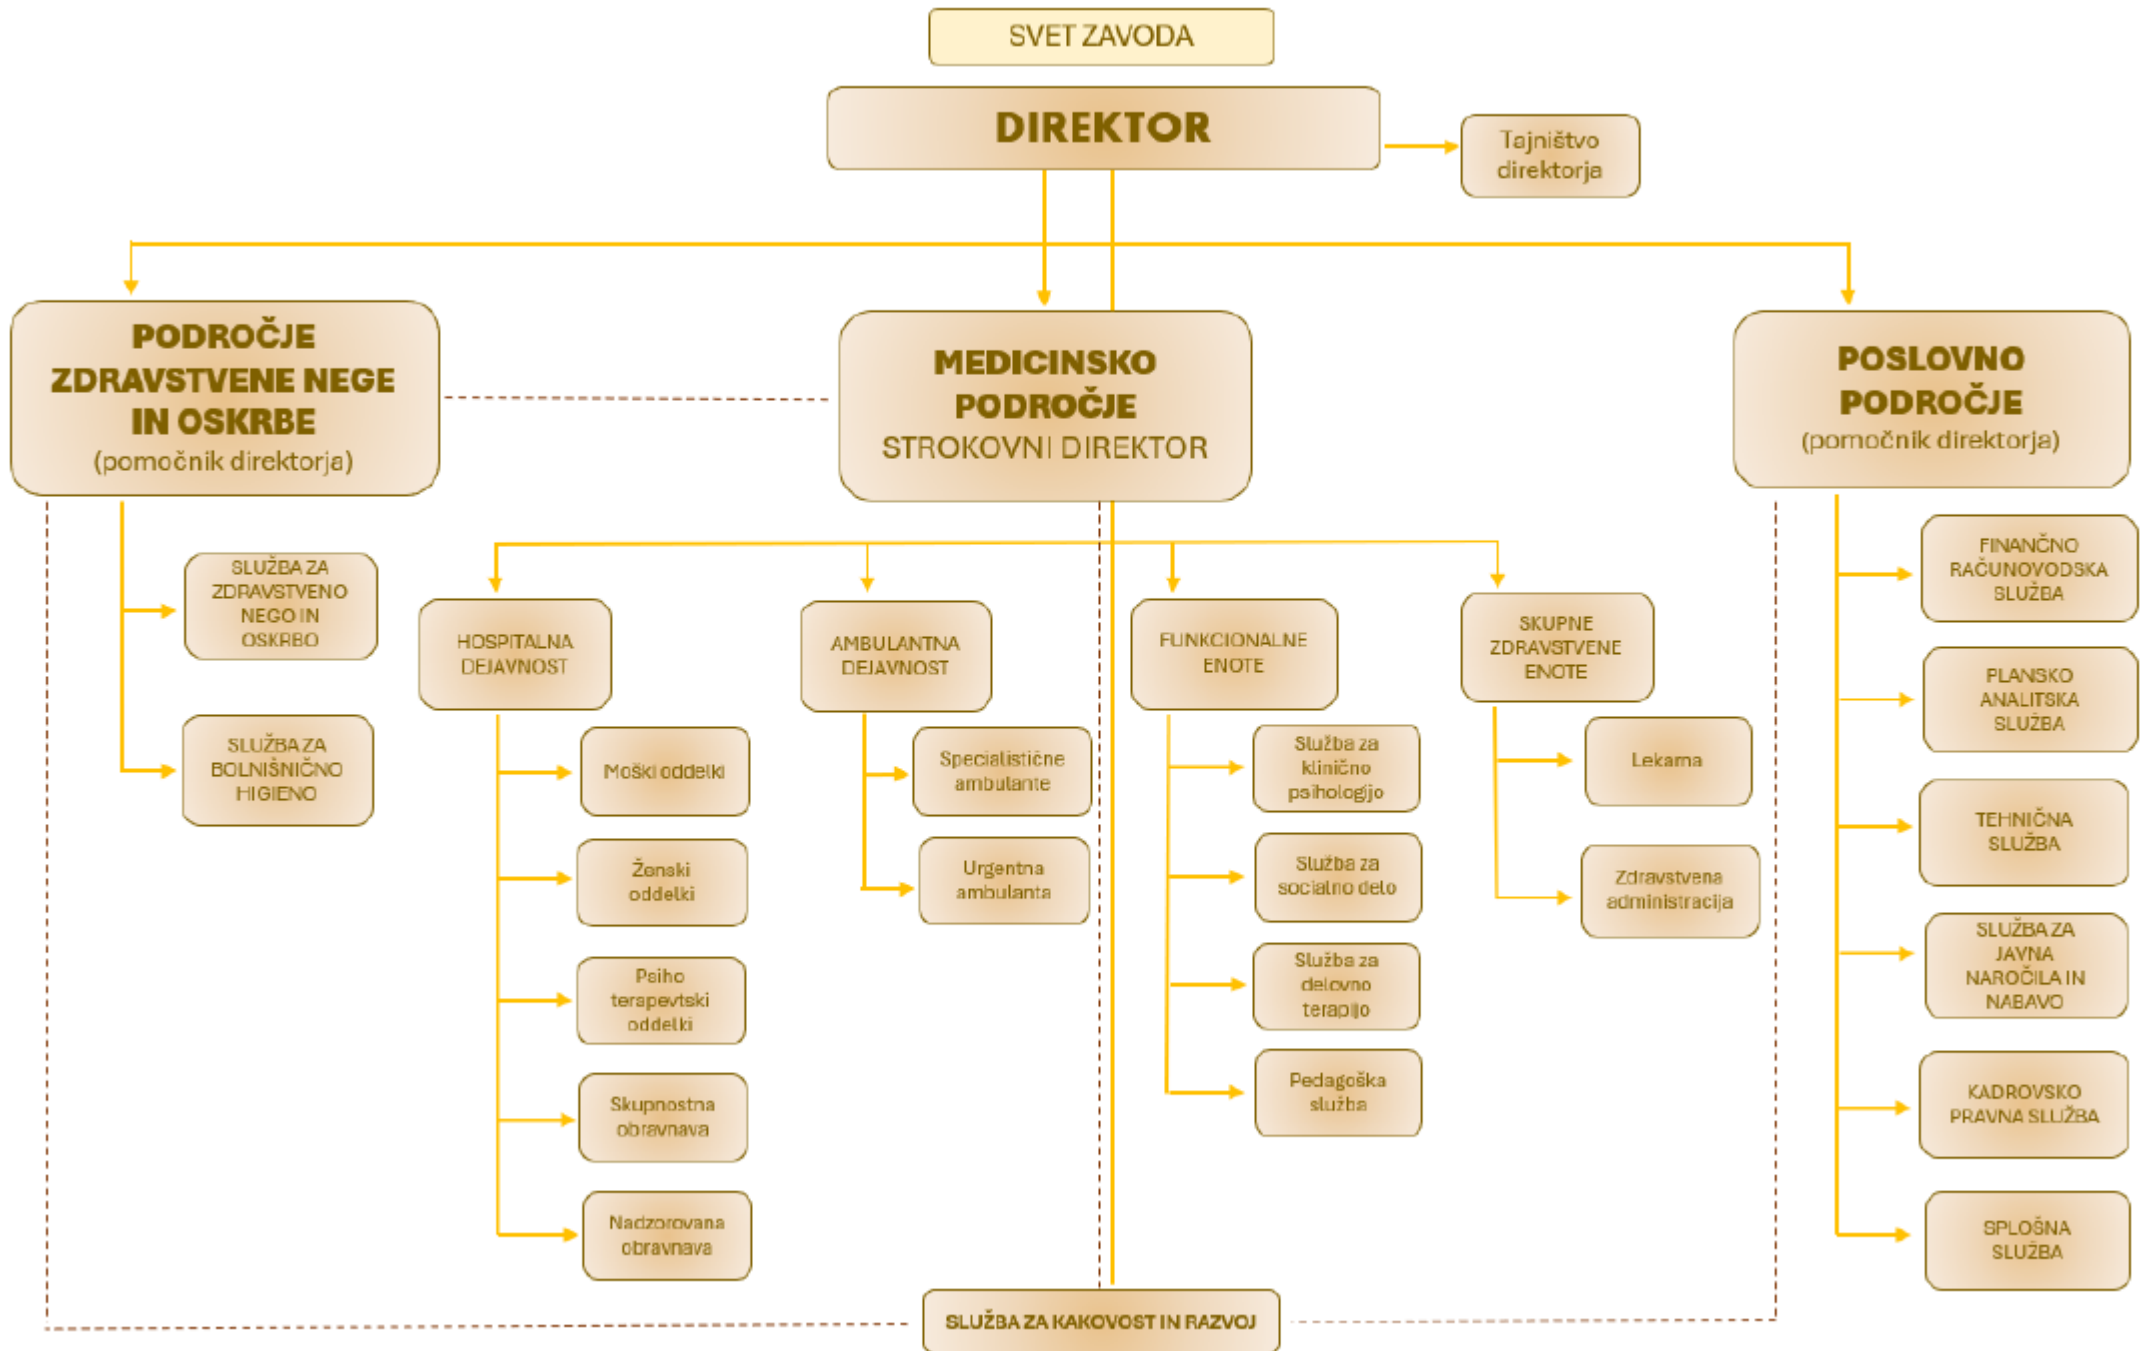 SVET ZAVODA
DIREKTOR
Tajništvo
direktorja
PODROČJE
ZDRAVSTVENE NEGE
IN OSKRBE
(pomočnik direktorja)
MEDICINSKO
PODROČJE
STROKOVNI DIREKTOR
POSLOVNO
PODROČJE
(pomočnik direktorja)
SLUŽBA ZA
ZDRAVSTVENO
NEGO IN
OSKRBO
SLUŽBA ZA
BOLNIŠNIČNO
HIGIENO
HOSPITALNA
DEJAVNOST
Moški oddelki
Ženski
oddelki
Psiho
terapevtski
oddelki
Skupnostna
obravnava
Nadzorovana
obravnava
AMBULANTNA
DEJAVNOST
Specialistične
ambulante
Urgentna
ambulanta
FUNKCIONALNE
ENOTE
Služba za
klinično
psihologijo
Služba za
socialno delo
Služba za
delovno
terapijo
Pedagoška
služba
SKUPNE
ZDRAVSTVENE
ENOTE
Lekarna
Zdravstvena
administracija
FINANČNO
RAČUNOVODSKA
SLUŽBA
PLANSKO
ANALITSKA
SLUŽBA
TEHNIČNA
SLUŽBA
SLUŽBA ZA
JAVNA
NAROČILA IN
NABAVO
KADROVSKO
PRAVNA SLUŽBA
SPLOŠNA
SLUŽBA
SLUŽBA ZA KAKOVOST IN RAZVOJ